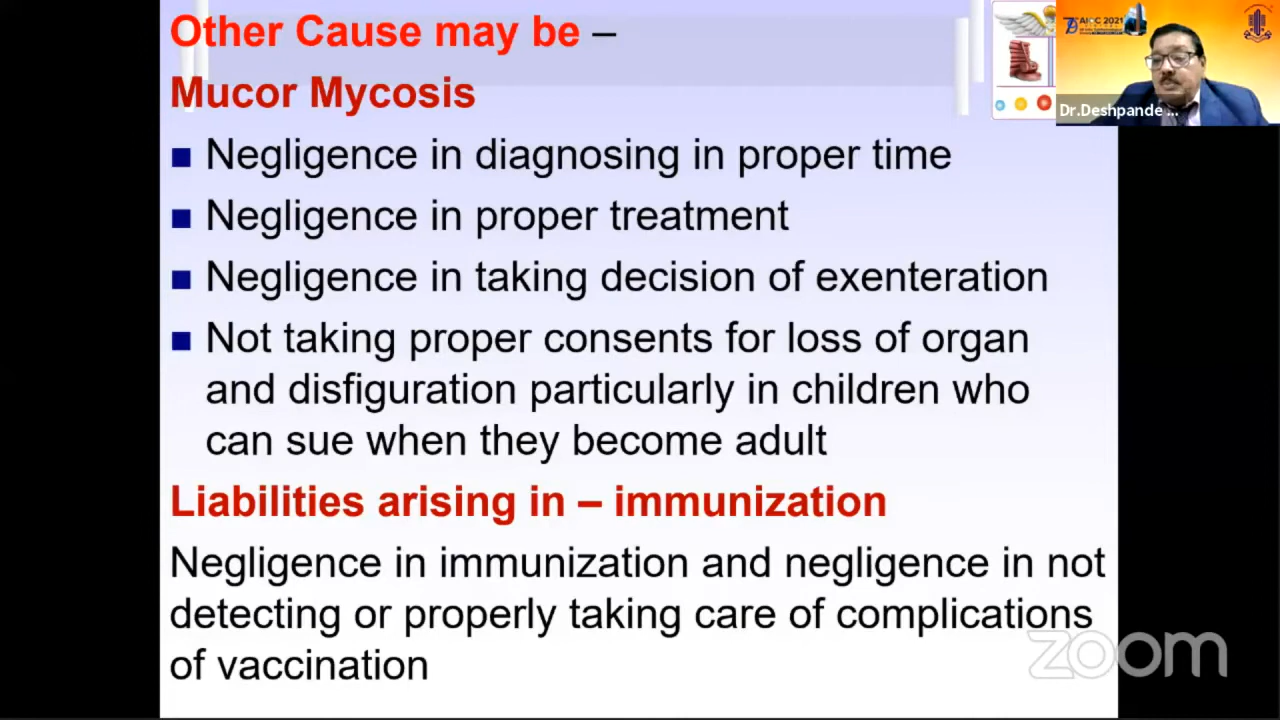 Other Cause may be –
Mucor Mycosis
Negligence in diagnosing in proper time
Negligence in proper treatment
Negligence in taking decision of exenteration
Not taking proper consents for loss of organ
and disfiguration particularly in children who
can sue when they become adult
Liabilities arising in – immunization
Negligence in immunization and negligence in not
detecting or properly taking care of complications
of vaccination
AIOC 2021
Dr.Deshpande ...
zoom